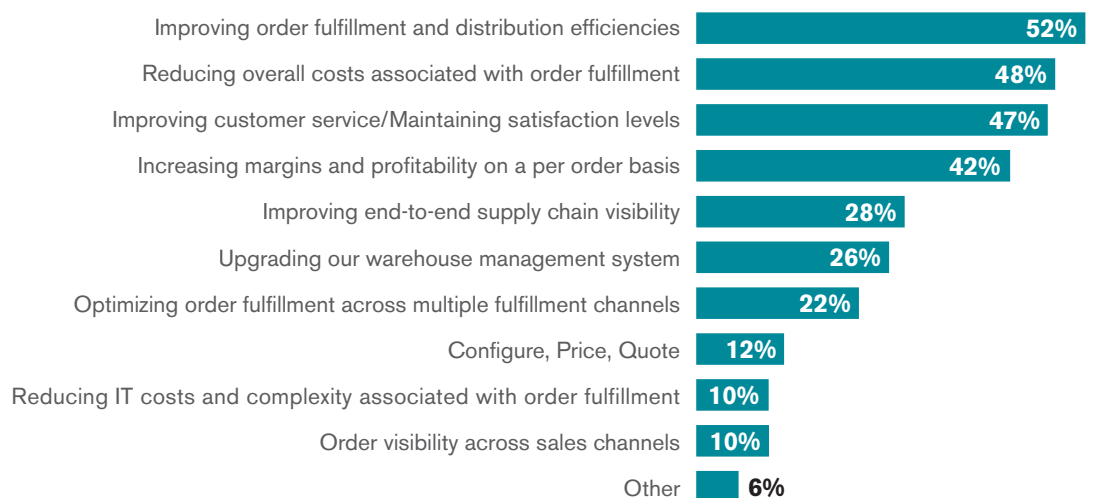 Improving order fulfillment and distribution efficiencies 52%
Reducing overall costs associated with order fulfillment 48%
Improving customer service/Maintaining satisfaction levels 47%
Increasing margins and profitability on a per order basis 42%
Improving end-to-end supply chain visibility 28%
Upgrading our warehouse management system 26%
Optimizing order fulfillment across multiple fulfillment channels 22%
Configure, Price, Quote 12%
Reducing IT costs and complexity associated with order fulfillment 10%
Order visibility across sales channels 10%
Other 6%